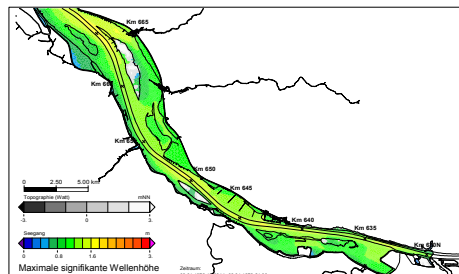 Km 665
Km 650
Km 645
Km 640
Km 635
0 2.50 5.00 km
Topographie (Watt) mNN
-3. 0 3.
Seegang m
0 0.8 1.6 3.
Maximale signifikante Wellenhöhe
Zeitraum: